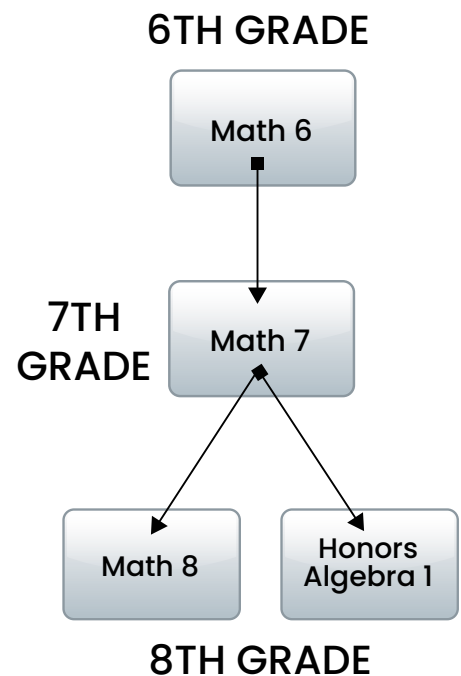 6TH GRADE
Math 6
7TH
GRADE
Math 7
Math 8
Honors
Algebra 1
8TH GRADE